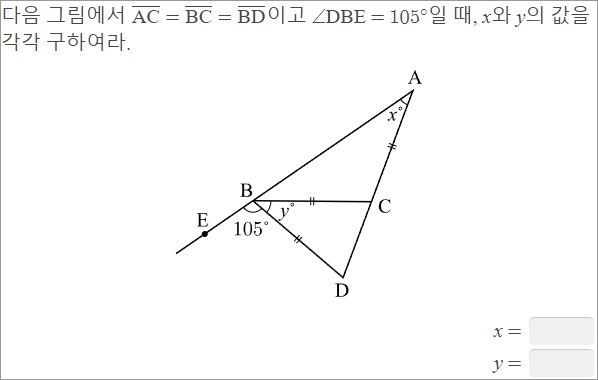 다음 그림에서 AC = BC = BD이고 ∠DBE = 105°일 때, x와 y의 값을
각각 구하여라.
A
x°
B
y°
C
E
105°
D
x =
y =